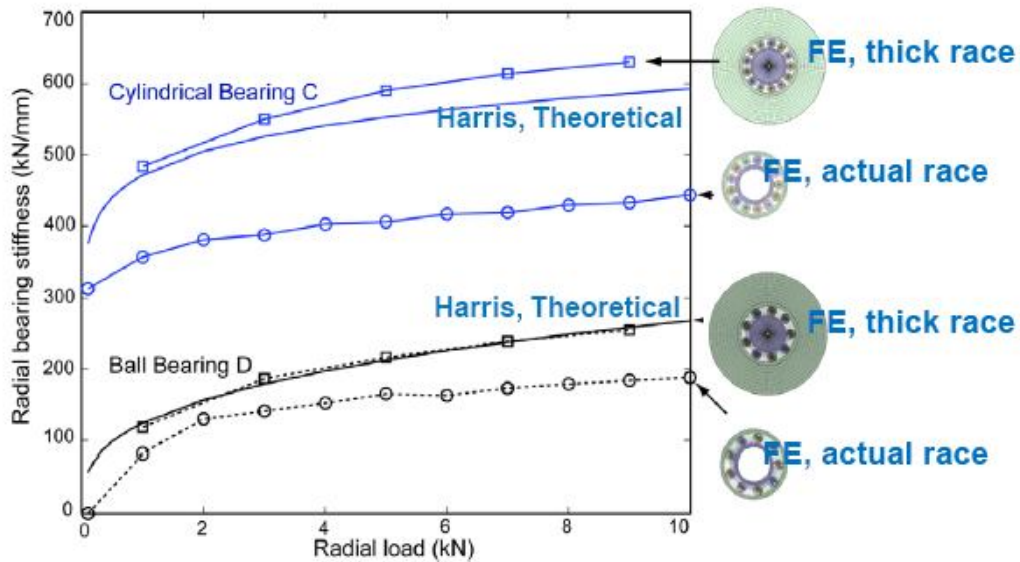 700
600
500
400
300
200
100
0
Radial bearing stiffness (kN/mm)
Cylindrical Bearing C
Harris, Theoretical
FE, thick race
FE, actual race
Harris, Theoretical
Ball Bearing D
FE, thick race
FE, actual race
0 2 4 6 8 10
Radial load (kN)